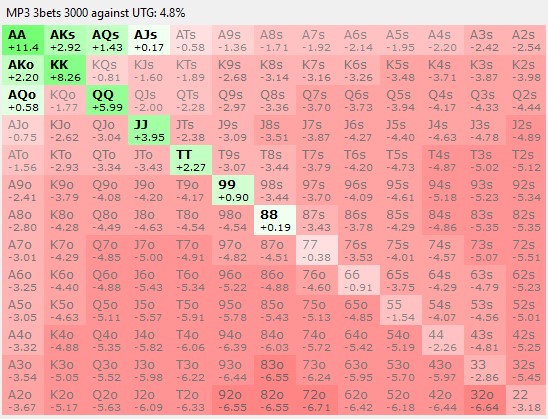 MP3 3bets 3000 against UTG: 4.8%
AA AKs AQs AJs ATs A9s A8s A7s A6s A5s A4s A3s A2s
+11.4 +2.92 +1.43 +0.17 -0.58 -1.36 -1.71 -1.92 -2.14 -1.95 -2.20 -2.42 -2.54
AKo KK KQs KJs KTs K9s K8s K7s K6s K5s K4s K3s K2s
+2.20 +8.26 -0.81 -1.60 -1.89 -2.68 -3.14 -3.16 -3.26 -3.48 -3.71 -3.87 -3.98
AQo KQo QQ QJs QTs Q9s Q8s Q7s Q6s Q5s Q4s Q3s Q2s
+0.58 -1.77 +5.99 -2.00 -2.28 -2.97 -3.36 -3.70 -3.73 -3.94 -4.17 -4.33 -4.44
AJo KJo QJo JJ JTs J9s J8s J7s J6s J5s J4s J3s J2s
-0.75 -2.62 -3.04 +3.95 -2.38 -3.09 -3.51 -3.87 -4.27 -4.40 -4.63 -4.78 -4.89
ATo KTo QTo JTo TT T9s T8s T7s T6s T5s T4s T3s T2s
-1.56 -2.93 -3.34 -3.43 +2.27 -3.07 -3.44 -3.79 -4.20 -4.73 -4.87 -5.02 -5.12
A9o K9o Q9o J9o T9o 99 98s 97s 96s 95s 94s 93s 92s
-2.41 -3.79 -4.08 -4.20 -4.17 +0.90 -3.44 -3.70 -4.09 -4.61 -5.18 -5.23 -5.34
A8o K8o Q8o J8o T8o 98o 88 87s 86s 85s 84s 83s 82s
-2.80 -4.28 -4.49 -4.63 -4.54 -4.54 +0.19 -3.43 -3.78 -4.29 -4.86 -5.35 -5.35
A7o K7o Q7o J7o T7o 97o 87o 77 76s 75s 74s 73s 72s
-3.01 -4.29 -4.85 -5.00 -4.91 -4.82 -4.51 -0.38 -3.53 -4.01 -4.57 -5.07 -5.51
A6o K6o Q6o J6o T6o 96o 86o 76o 66 65s 64s 63s 62s
-3.25 -4.40 -4.88 -5.43 -5.34 -5.22 -4.88 -4.60 -0.91 -3.75 -4.29 -4.79 -5.23
A5o K5o Q5o J5o T5o 95o 85o 75o 65o 55 54s 53s 52s
-3.05 -4.63 -5.11 -5.57 -5.91 -5.78 -5.43 -5.13 -4.85 -1.54 -4.07 -4.56 -5.01
A4o K4o Q4o J4o T4o 94o 84o 74o 64o 54o 44 43s 42s
-3.32 -4.88 -5.35 -5.82 -6.06 -6.39 -6.03 -5.72 -5.42 -5.19 -2.26 -4.81 -5.25
A3o K3o Q3o J3o T3o 93o 83o 73o 63o 53o 43o 33 32s
-3.54 -5.05 -5.52 -5.98 -6.22 -6.44 -6.55 -6.24 -5.95 -5.70 -5.97 -2.86 -5.45
A2o K2o Q2o J2o T2o 92o 82o 72o 62o 52o 42o 32o 22
-3.67 -5.17 -5.63 -6.09 -6.33 -6.55 -6.55 -6.71 -6.42 -6.18 -6.44 -6.64 -3.18